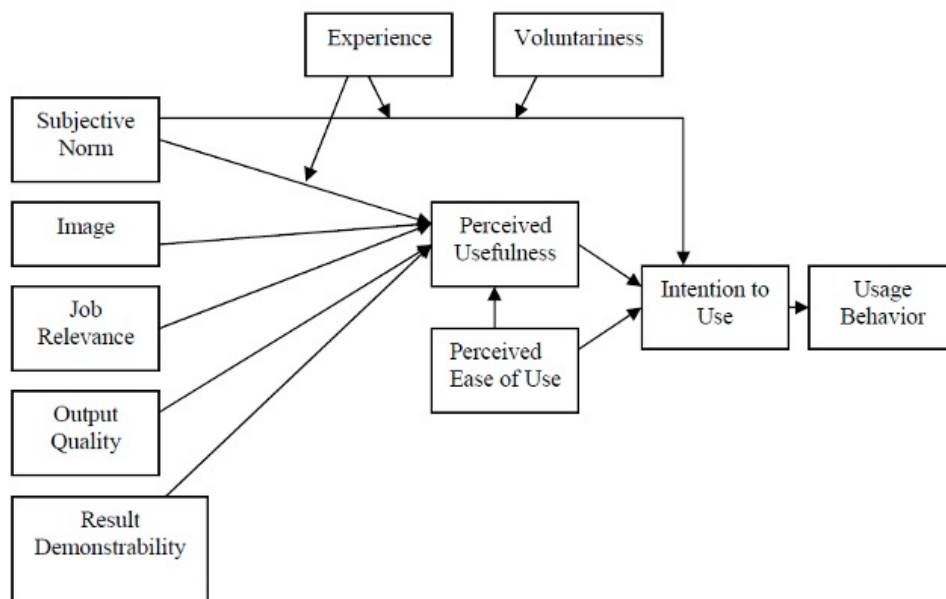 Experience
Voluntariness
Subjective
Norm
Image
Job
Relevance
Output
Quality
Result
Demonstrability
Perceived
Usefulness
Perceived
Ease of Use
Intention to
Use
Usage
Behavior